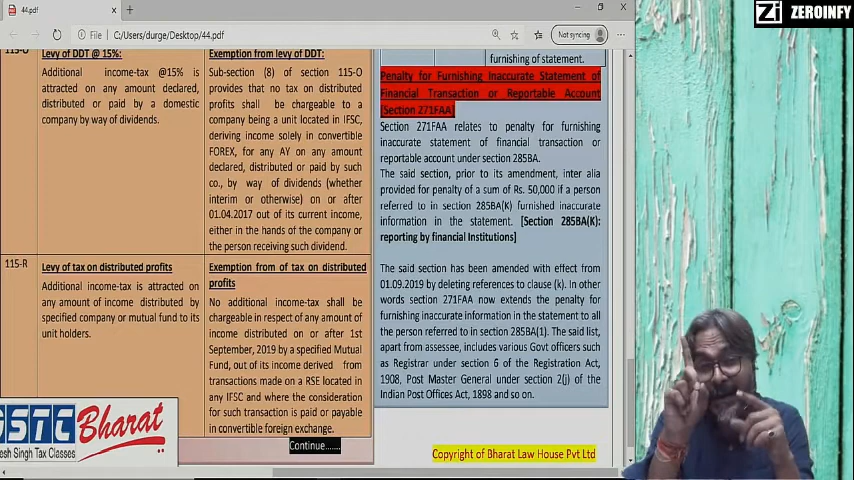 44.pdf
File
C:/Users/durge/Desktop/44.pdf
Not syncing
ZEROINFY
115-O
Levy of DDT @ 15%:
Additional income-tax @15% is
attracted on any amount declared,
distributed or paid by a domestic
company by way of dividends.
Exemption from levy of DDT:
Sub-section (8) of section 115-O
provides that no tax on distributed
profits shall be chargeable to a
company being a unit located in IFSC,
deriving income solely in convertible
FOREX, for any AY on any amount
declared, distributed or paid by such
co., by way of dividends (whether
interim or otherwise) on or after
01.04.2017 out of its current income,
either in the hands of the company or
the person receiving such dividend.
115-R
Levy of tax on distributed profits
Additional income-tax is attracted on
any amount of income distributed by
specified company or mutual fund to its
unit holders.
Exemption from of tax on distributed
profits
No additional income-tax shall be
chargeable in respect of any amount of
income distributed on or after 1st
September, 2019 by a specified Mutual
Fund, out of its income derived from
transactions made on a RSE located in
any IFSC and where the consideration
for such transaction is paid or payable
in convertible foreign exchange.
Continue.......
furnishing of statement.
Penalty for Furnishing Inaccurate Statement of
Financial Transaction or Reportable Account
[Section 271FAA]
Section 271FAA relates to penalty for furnishing
inaccurate statement of financial transaction or
reportable account under section 285BA.
The said section, prior to its amendment, inter alia
provided for penalty of a sum of Rs. 50,000 if a person
referred to in section 285BA(K) furnished inaccurate
information in the statement. [Section 285BA(K):
reporting by financial Institutions]
The said section has been amended with effect from
01.09.2019 by deleting references to clause (k). In other
words section 271FAA now extends the penalty for
furnishing inaccurate information in the statement to all
the person referred to in section 285BA(1). The said list,
apart from assessee, includes various Govt officers such
as Registrar under section 6 of the Registration Act,
1908, Post Master General under section 2(j) of the
Indian Post Offices Act, 1898 and so on.
Copyright of Bharat Law House Pvt Ltd
GSTC Bharat
esh Singh Tax Classes